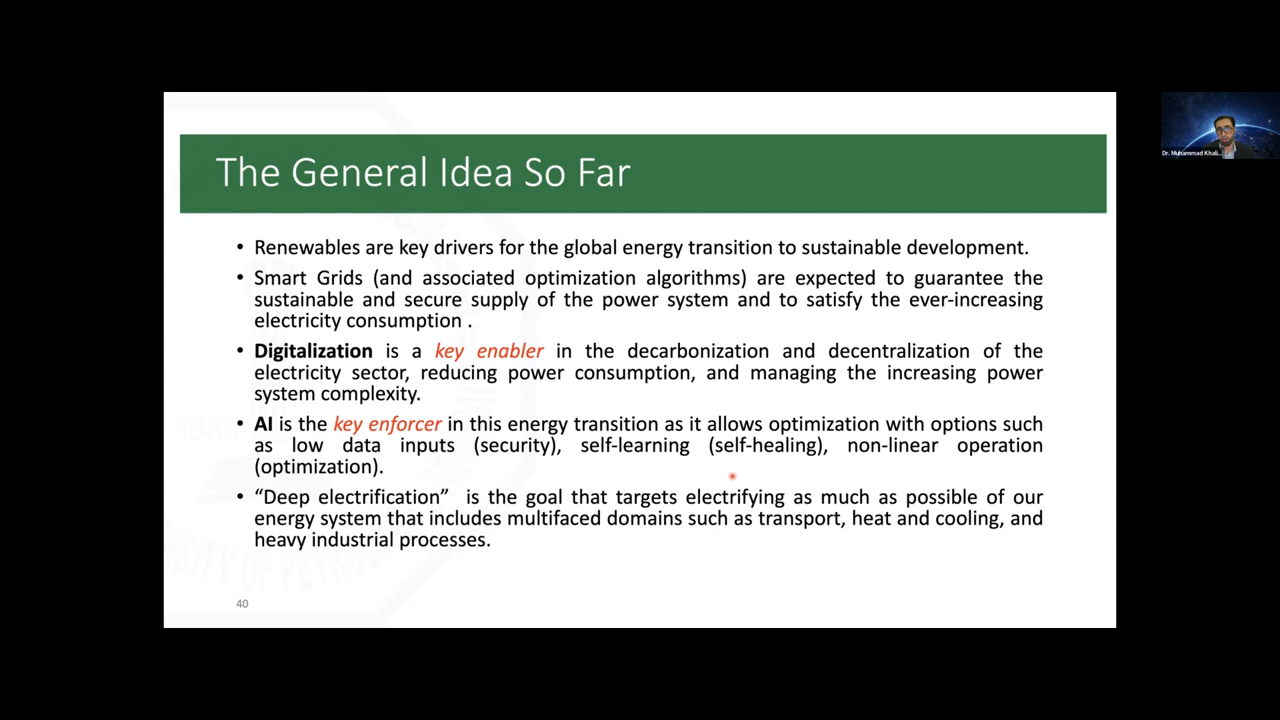 The General Idea So Far
• Renewables are key drivers for the global energy transition to sustainable development.
• Smart Grids (and associated optimization algorithms) are expected to guarantee the
sustainable and secure supply of the power system and to satisfy the ever-increasing
electricity consumption .
• Digitalization is a key enabler in the decarbonization and decentralization of the
electricity sector, reducing power consumption, and managing the increasing power
system complexity.
• AI is the key enforcer in this energy transition as it allows optimization with options such
as low data inputs (security), self-learning (self-healing), non-linear operation
(optimization).
• “Deep electrification” is the goal that targets electrifying as much as possible of our
energy system that includes multifaced domains such as transport, heat and cooling, and
heavy industrial processes.
40
Dr. Muhammad Khali...